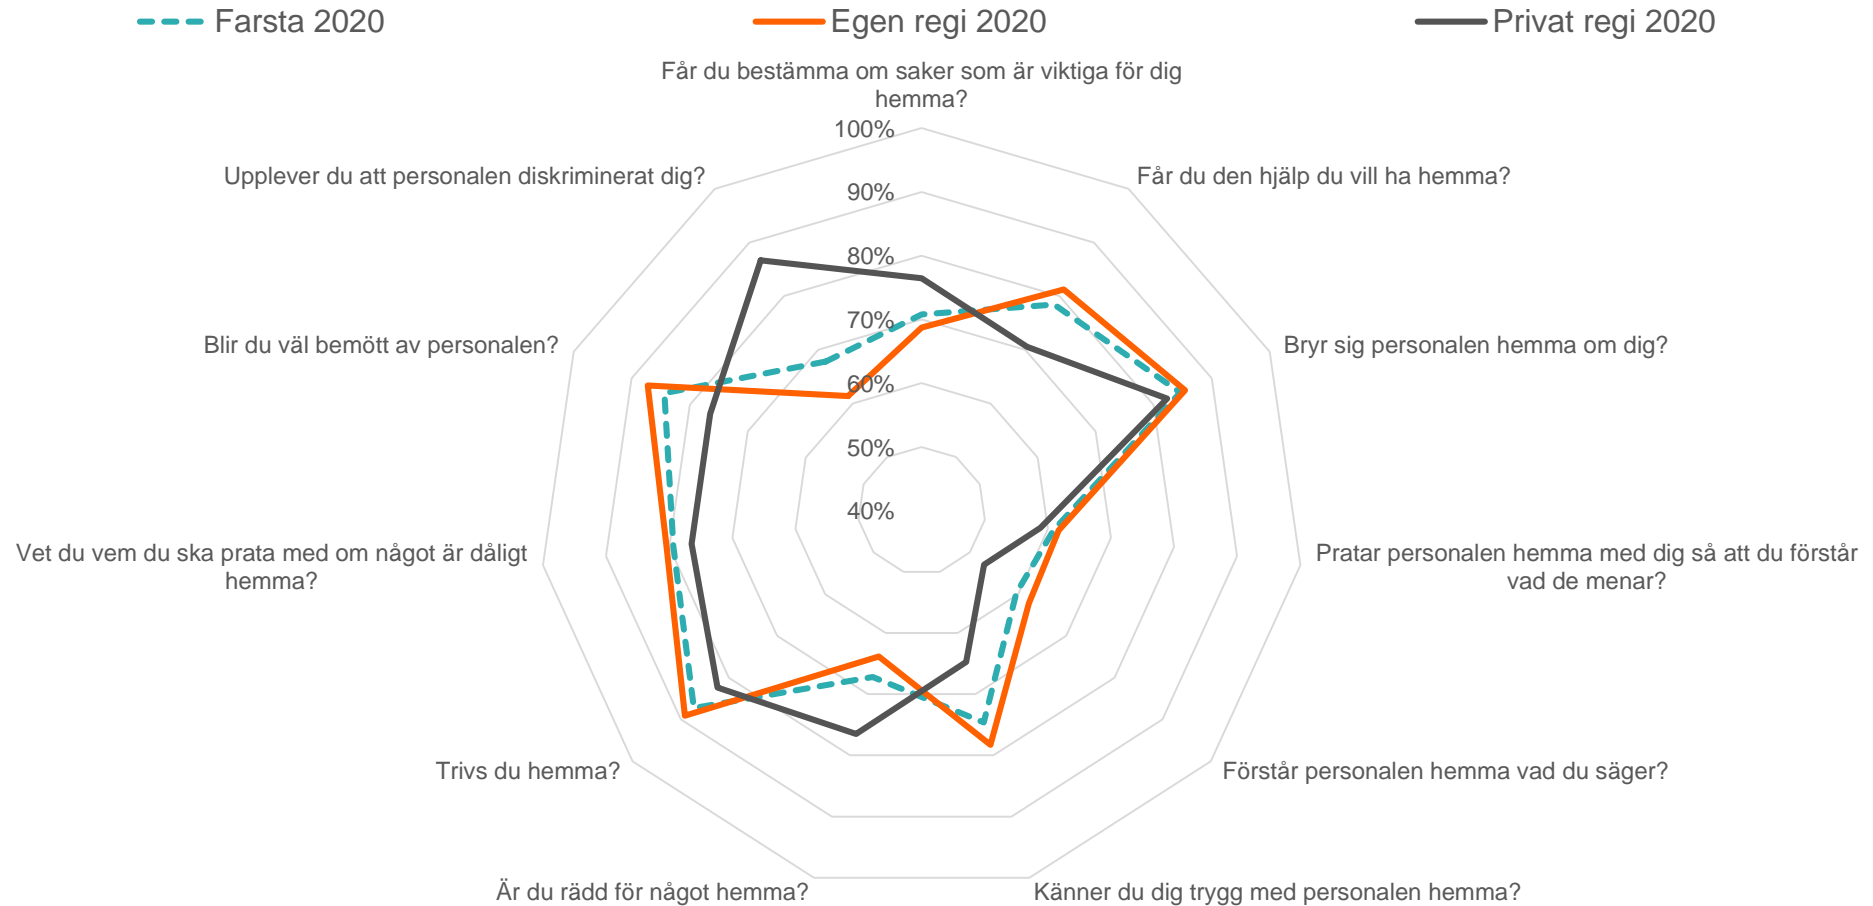 Farsta 2020
Egen regi 2020
Privat regi 2020
Får du bestämma om saker som är viktiga för dig
hemma?
Får du den hjälp du vill ha hemma?
Bryr sig personalen hemma om dig?
Pratar personalen hemma med dig så att du förstår
vad de menar?
Förstår personalen hemma vad du säger?
Känner du dig trygg med personalen hemma?
Är du rädd för något hemma?
Trivs du hemma?
Vet du vem du ska prata med om något är dåligt
hemma?
Blir du väl bemött av personalen?
Upplever du att personalen diskriminerat dig?
100%
90%
80%
70%
60%
50%
40%